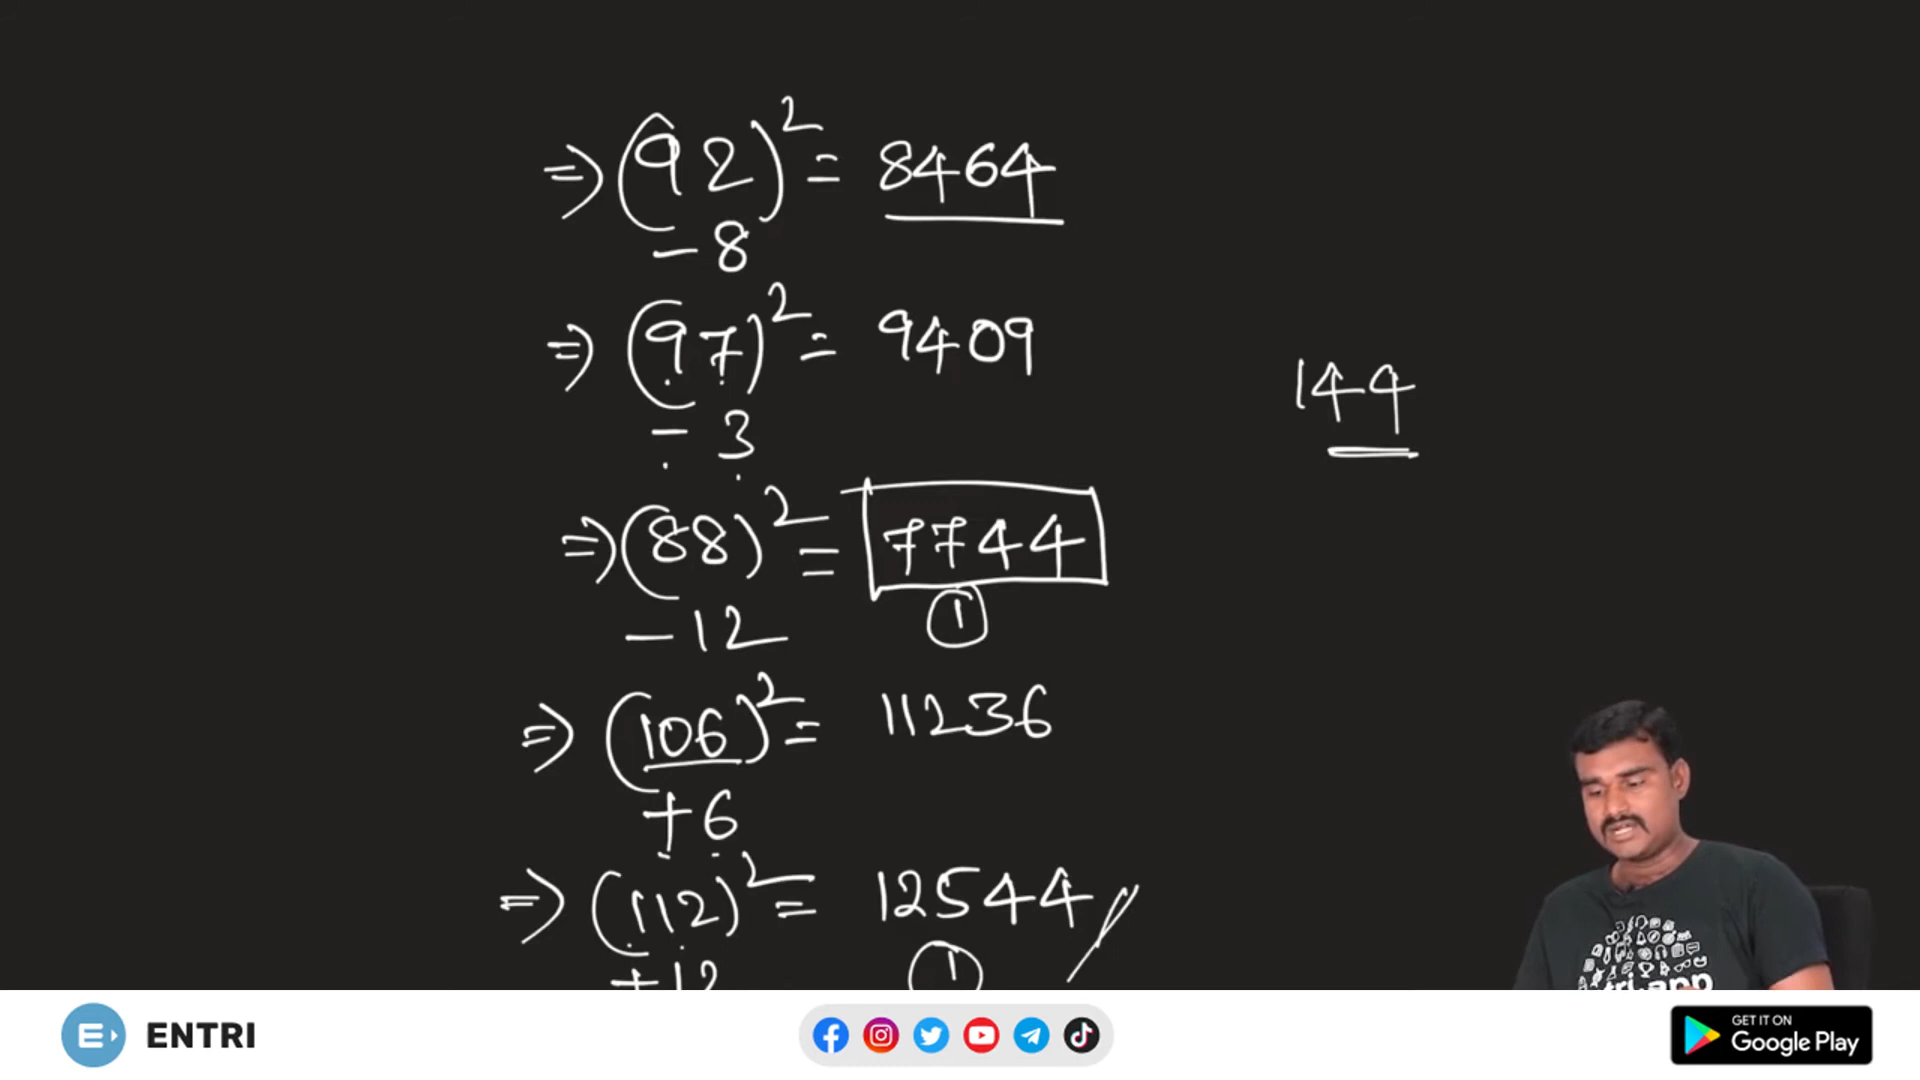 ⇒ (92)² = 8464
− 8
⇒ (97)² = 9409
− 3
144
⇒ (88)² = 7744
− 12 ①
⇒ (106)² = 11236
+ 6
⇒ (112)² = 12544
+ 12 ①
ENTRI
GET IT ON
Google Play